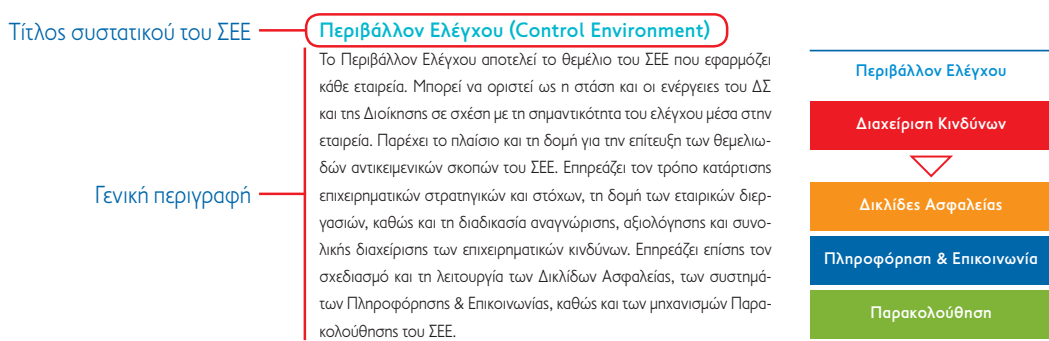 Τίτλος συστατικού του ΣΕΕ
Περιβάλλον Ελέγχου (Control Environment)
Το Περιβάλλον Ελέγχου αποτελεί το θεμέλιο του ΣΕΕ που εφαρμόζει
κάθε εταιρεία. Μπορεί να οριστεί ως η στάση και οι ενέργειες του ΔΣ
και της Διοίκησης σε σχέση με τη σημαντικότητα του ελέγχου μέσα στην
εταιρεία. Παρέχει το πλαίσιο και τη δομή για την επίτευξη των θεμελιω-
δών αντικειμενικών σκοπών του ΣΕΕ. Επηρεάζει τον τρόπο κατάρτισης
επιχειρηματικών στρατηγικών και στόχων, τη δομή των εταιρικών διερ-
γασιών, καθώς και τη διαδικασία αναγνώρισης, αξιολόγησης και συνο-
λικής διαχείρισης των επιχειρηματικών κινδύνων. Επηρεάζει επίσης τον
σχεδιασμό και τη λειτουργία των Δικλίδων Ασφαλείας, των συστημά-
των Πληροφόρησης & Επικοινωνίας, καθώς και των μηχανισμών Παρα-
κολούθησης του ΣΕΕ.
Γενική περιγραφή
Περιβάλλον Ελέγχου
Διαχείριση Κινδύνων
Δικλίδες Ασφαλείας
Πληροφόρηση & Επικοινωνία
Παρακολούθηση